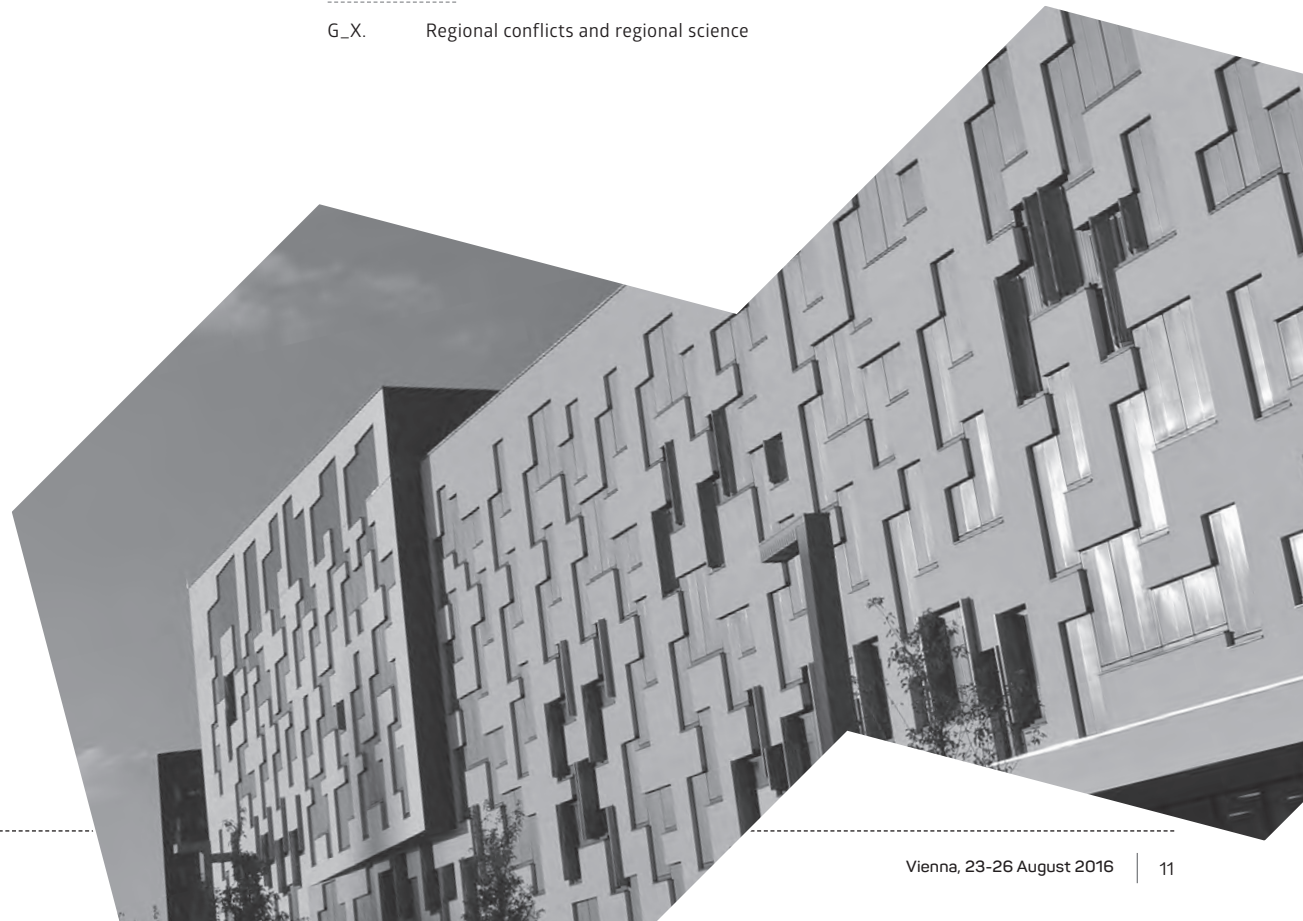 G_X. Regional conflicts and regional science
Vienna, 23-26 August 2016 | 11